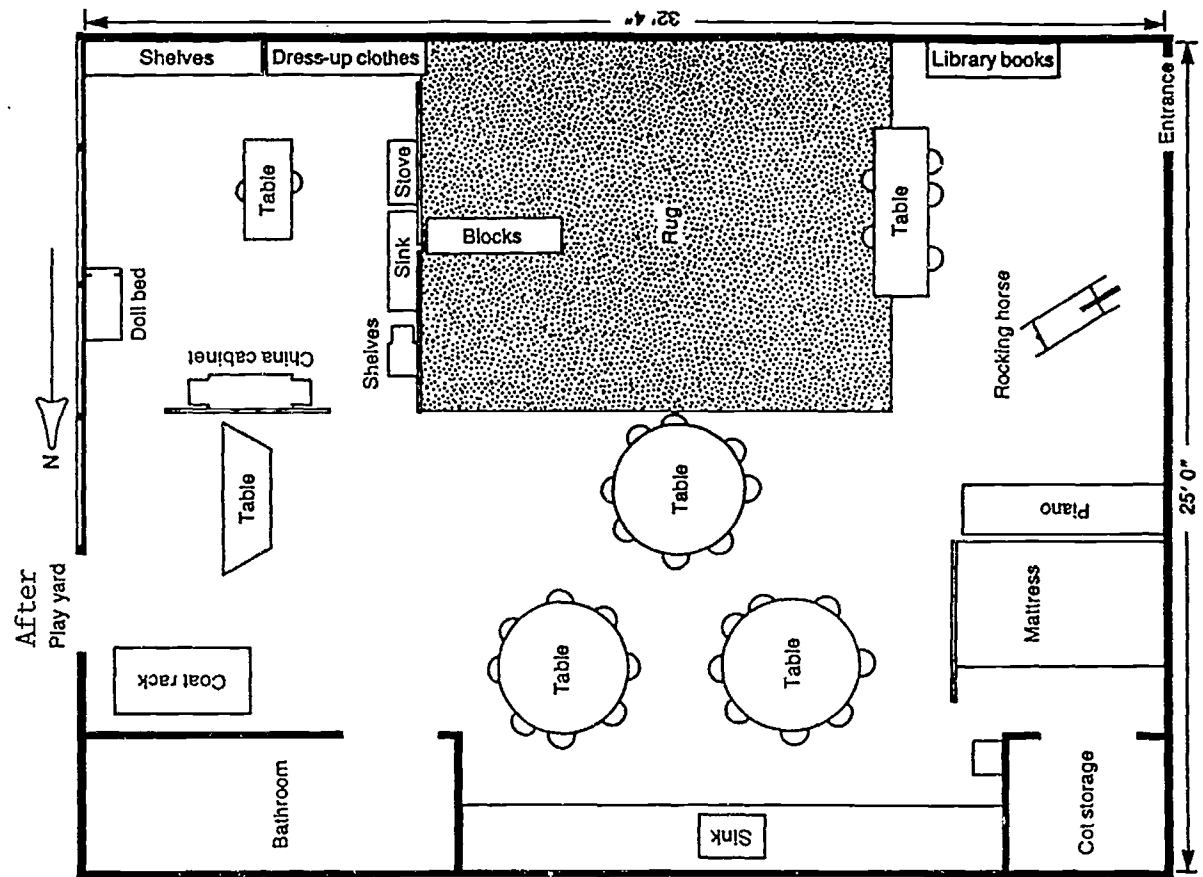 32' 4"
Shelves
Dress-up clothes
Library books
Entrance
Table
Stove
Sink
Blocks
Rug
Table
Doll bed
China cabinet
Shelves
Rocking horse
N
Table
Table
Piano
25' 0"
After
Play yard
Coat rack
Table
Table
Mattress
Bathroom
Sink
Cot storage